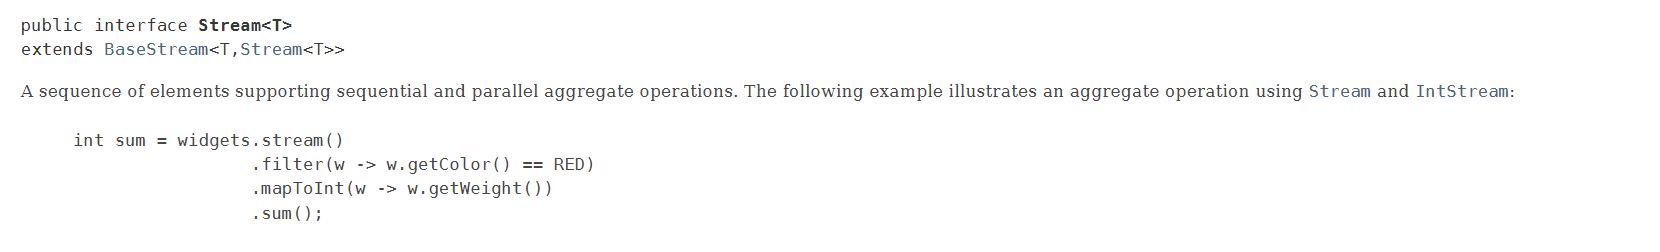 public interface Stream<T>
extends BaseStream<T,Stream<T>>
A sequence of elements supporting sequential and parallel aggregate operations. The following example illustrates an aggregate operation using Stream and IntStream:
int sum = widgets.stream()
.filter(w -> w.getColor() == RED)
.mapToInt(w -> w.getWeight())
.sum();